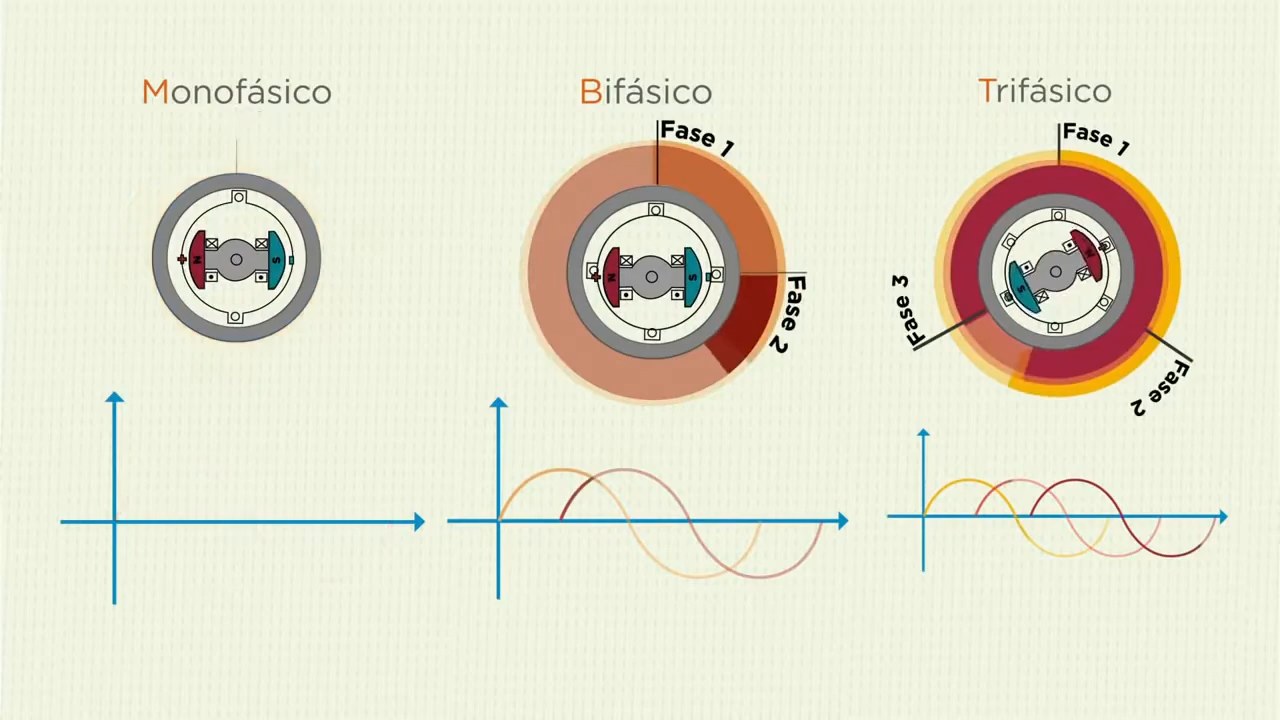 Monofásico
Bifásico
Trifásico
Fase 1
Fase 2
Fase 1
Fase 2
Fase 3
N
S
N
S
N
S